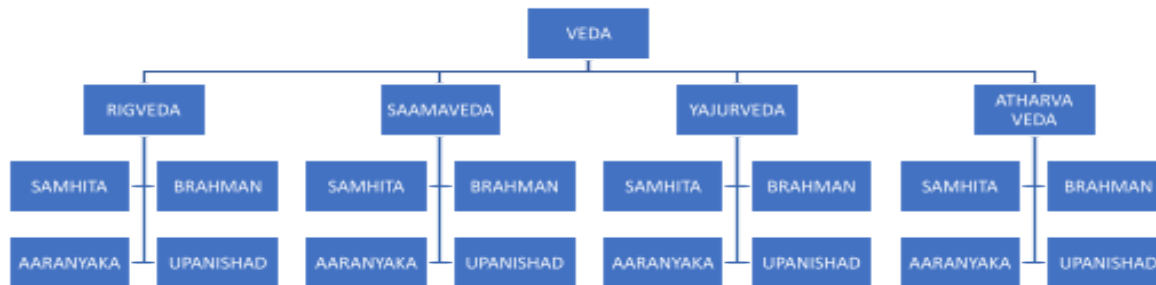 VEDA
RIGVEDA
SAAMAVEDA
YAJURVEDA
ATHARVA
VEDA
SAMHITA
BRAHMAN
SAMHITA
BRAHMAN
SAMHITA
BRAHMAN
SAMHITA
BRAHMAN
AARANYAKA
UPANISHAD
AARANYAKA
UPANISHAD
AARANYAKA
UPANISHAD
AARANYAKA
UPANISHAD